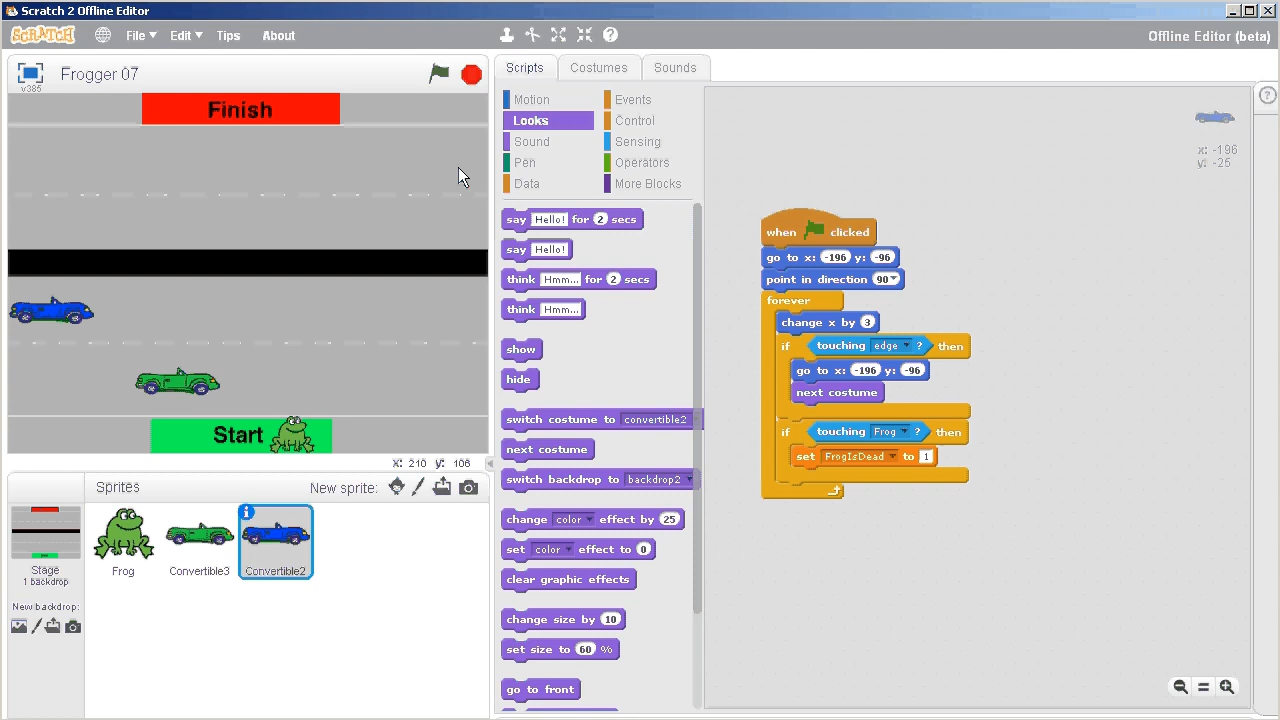 Scratch 2 Offline Editor
SCRATCH File Edit Tips About Offline Editor (beta)
Frogger 07
v385
Finish
Start
X: 210 y: 106
Sprites New sprite:
Stage
1 backdrop
New backdrop:
Frog
Convertible3
Convertible2
Scripts Costumes Sounds
Motion Events
Looks Control
Sound Sensing
Pen Operators
Data More Blocks
say Hello! for 2 secs
say Hello!
think Hmm... for 2 secs
think Hmm...
show
hide
switch costume to convertible2
next costume
switch backdrop to backdrop2
change color effect by 25
set color effect to 0
clear graphic effects
change size by 10
set size to 60 %
go to front
x: -196
y: -25
when clicked
go to x: -196 y: -96
point in direction 90
forever
change x by 3
if touching edge ? then
go to x: -196 y: -96
next costume
if touching Frog ? then
set FrogIsDead to 1